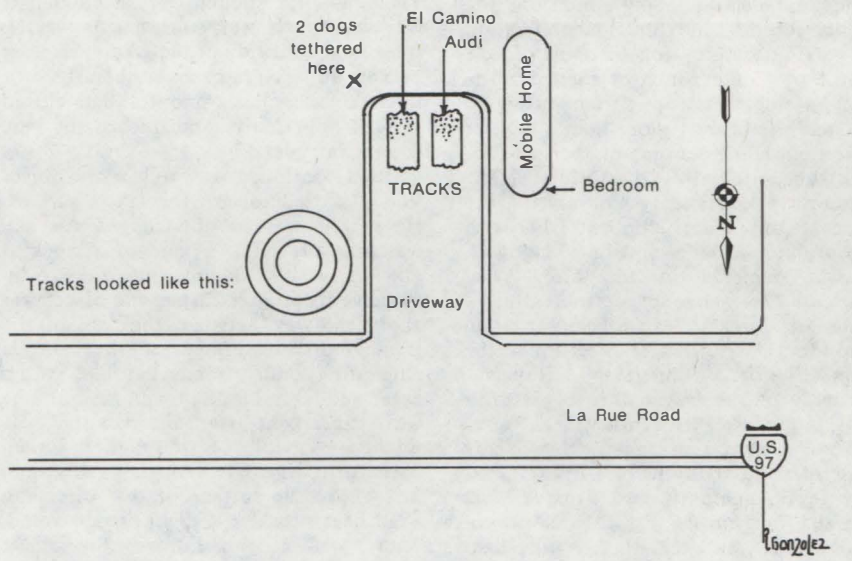 2 dogs
tethered
here
X
El Camino
Audi
Mobile Home
TRACKS
Bedroom
N
Tracks looked like this:
Driveway
La Rue Road
U.S.
97
R Gonzolez